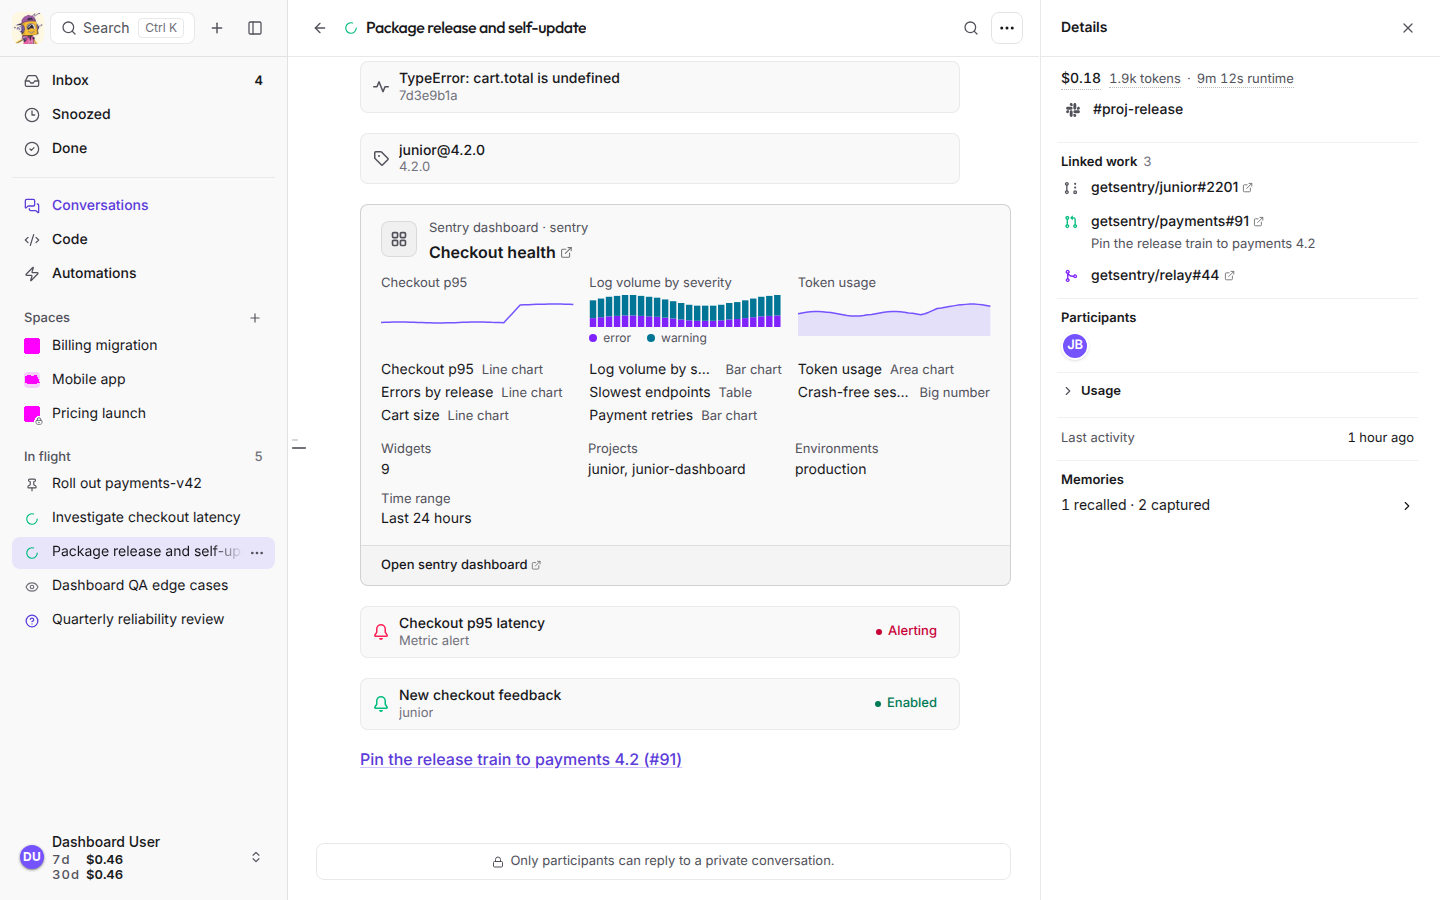 Search Ctrl K
Inbox 4
Snoozed
Done
Conversations
Code
Automations
Spaces
Billing migration
Mobile app
Pricing launch
In flight 5
Roll out payments-v42
Investigate checkout latency
Package release and self-up
Dashboard QA edge cases
Quarterly reliability review
DU
Dashboard User
7d $0.46
30d $0.46
Package release and self-update
TypeError: cart.total is undefined
7d3e9b1a
junior@4.2.0
4.2.0
Sentry dashboard · sentry
Checkout health
Checkout p95
Log volume by severity
Token usage
error warning
Checkout p95 Line chart
Log volume by s... Bar chart
Token usage Area chart
Errors by release Line chart
Slowest endpoints Table
Crash-free ses... Big number
Cart size Line chart
Payment retries Bar chart
Widgets
9
Projects
junior, junior-dashboard
Environments
production
Time range
Last 24 hours
Open sentry dashboard
Checkout p95 latency
Metric alert
Alerting
New checkout feedback
junior
Enabled
Pin the release train to payments 4.2 (#91)
Only participants can reply to a private conversation.
Details
$0.18 1.9k tokens · 9m 12s runtime
#proj-release
Linked work 3
getsentry/junior#2201
getsentry/payments#91
Pin the release train to payments 4.2
getsentry/relay#44
Participants
JB
Usage
Last activity 1 hour ago
Memories
1 recalled · 2 captured